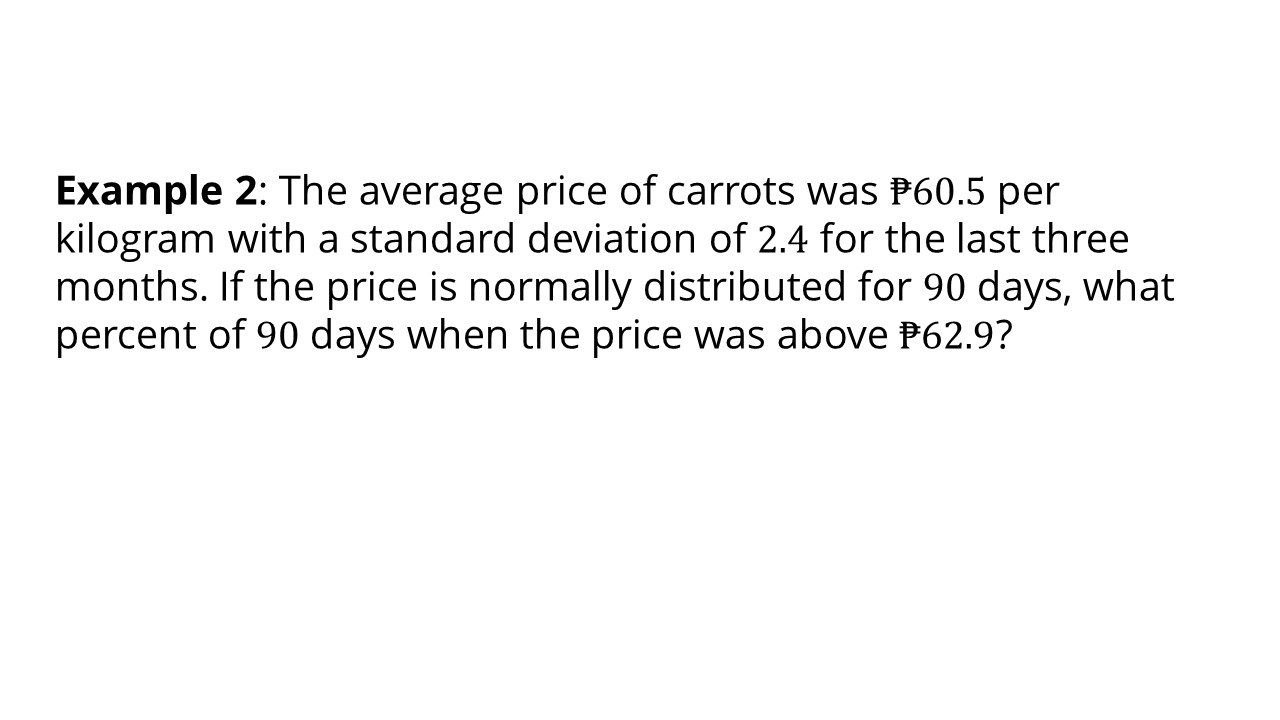 Example 2: The average price of carrots was ₱60.5 per
kilogram with a standard deviation of 2.4 for the last three
months. If the price is normally distributed for 90 days, what
percent of 90 days when the price was above ₱62.9?